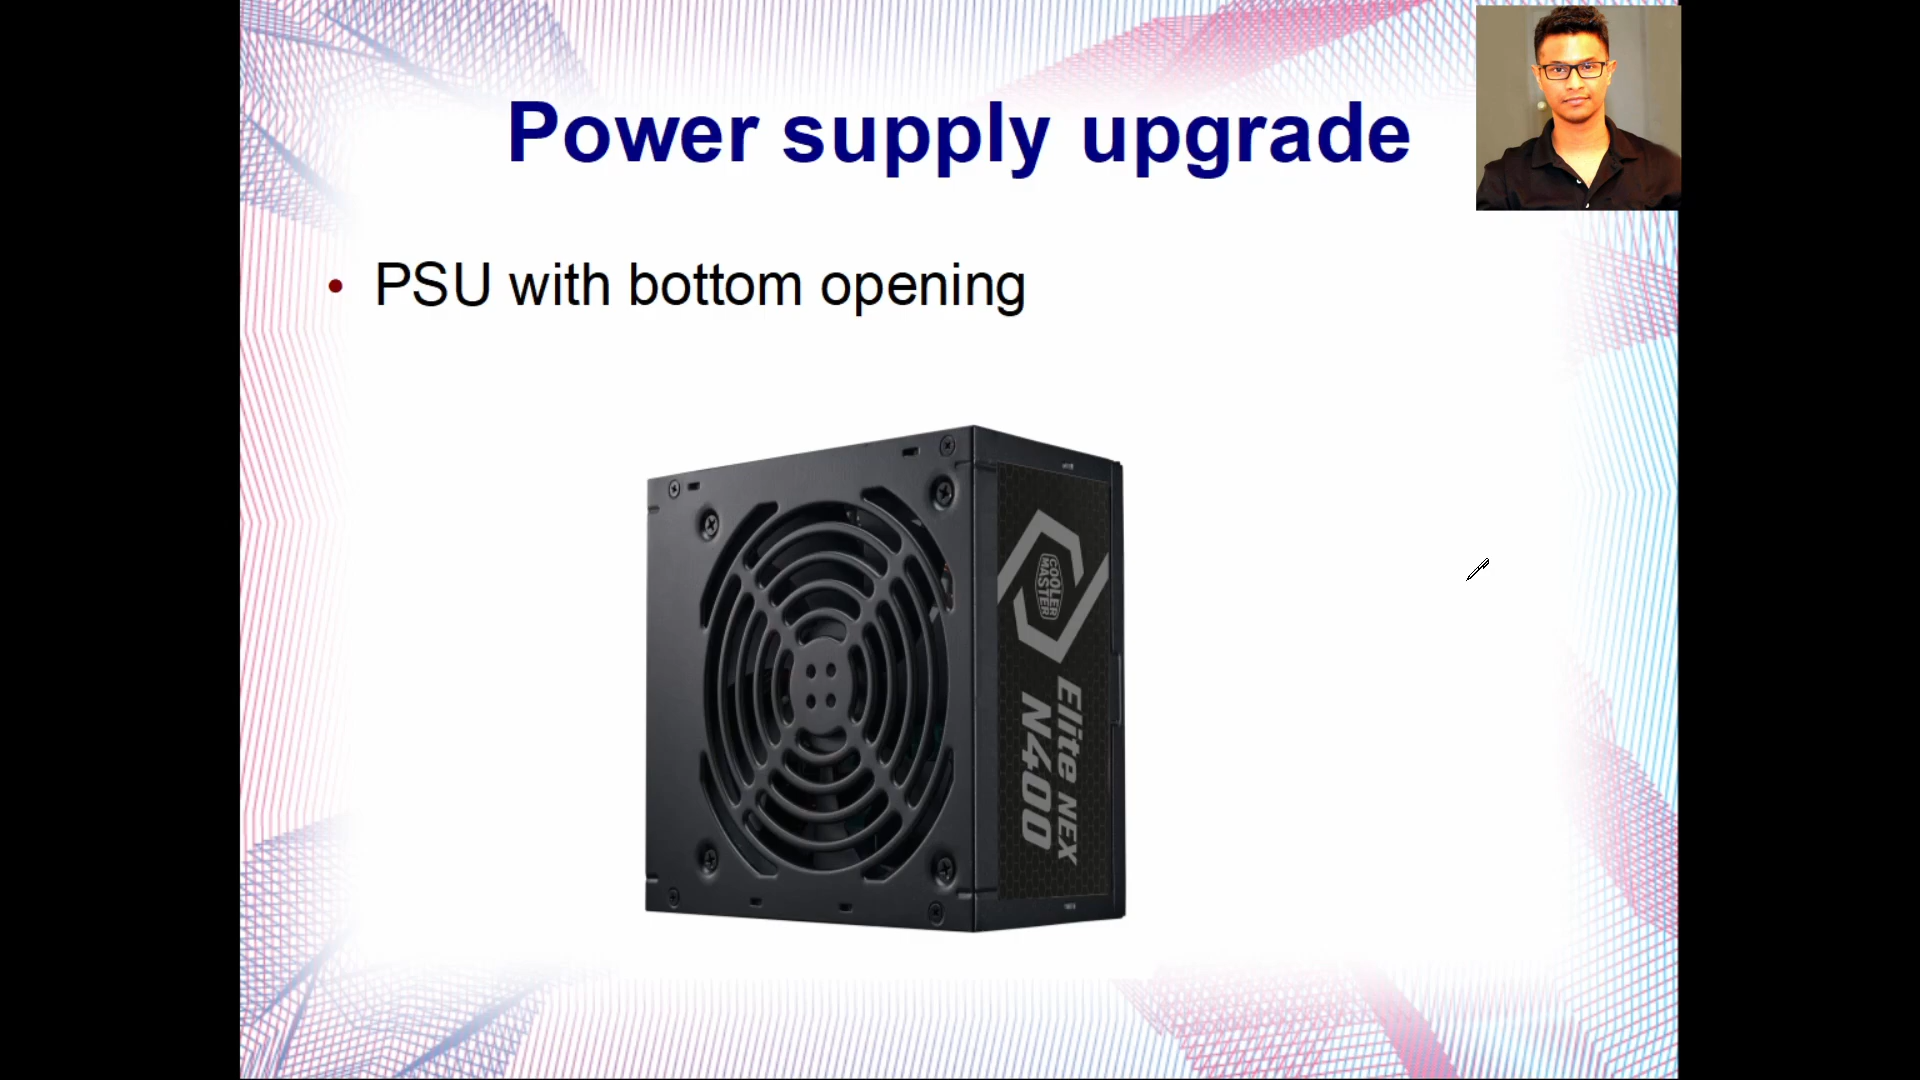 Power supply upgrade
• PSU with bottom opening
COOLER
MASTER
Elite NEX
N400